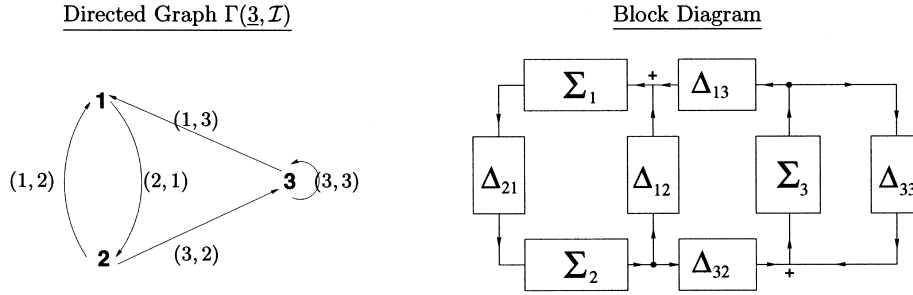 Directed Graph Γ(3̲, ℐ)
1
(1, 3)
(1, 2)
(2, 1)
3
(3, 3)
2
(3, 2)
Block Diagram
Σ₁
+
Δ₁₃
Δ₂₁
Δ₁₂
Σ₃
Δ₃₃
Σ₂
Δ₃₂
+